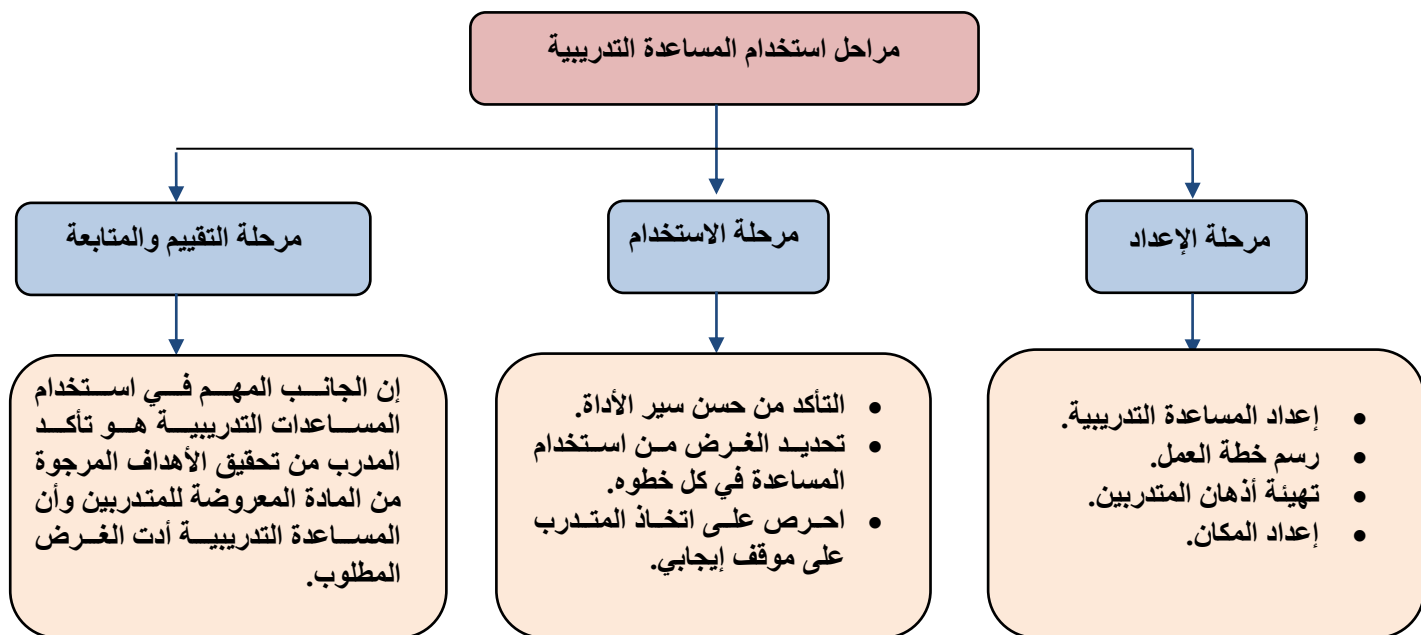 مراحل استخدام المساعدة التدريبية
مرحلة الإعداد
مرحلة الاستخدام
مرحلة التقييم والمتابعة
• إعداد المساعدة التدريبية.
• رسم خطة العمل.
• تهيئة أذهان المتدربين.
• إعداد المكان.
• التأكد من حسن سير الأداة.
• تحديد الغرض من استخدام
المساعدة في كل خطوه.
• احرص على اتخاذ المتدرب
على موقف إيجابي.
إن الجانب المهم في استخدام
المساعدات التدريبية هو تأكد
المدرب من تحقيق الأهداف المرجوة
من المادة المعروضة للمتدربين وأن
المساعدة التدريبية أدت الغرض
المطلوب.